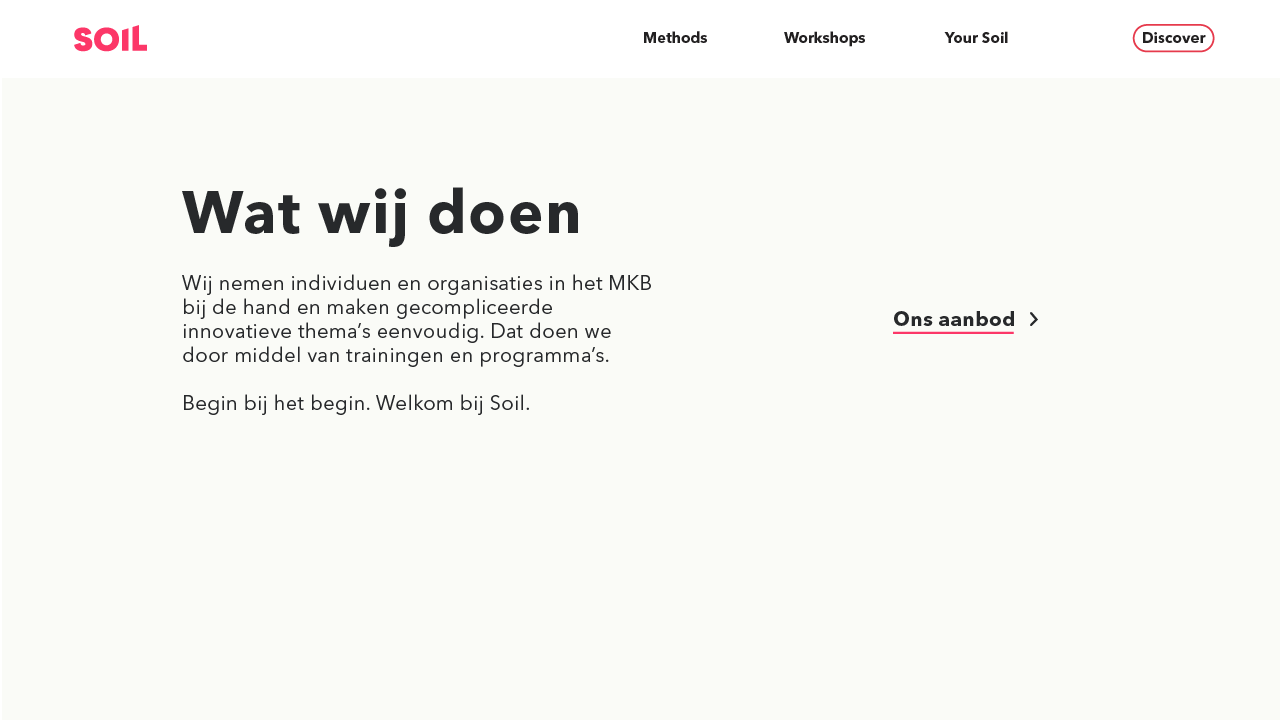 SOIL
Methods
Workshops
Your Soil
Discover
Wat wij doen
Wij nemen individuen en organisaties in het MKB
bij de hand en maken gecompliceerde
innovatieve thema’s eenvoudig. Dat doen we
door middel van trainingen en programma’s.
Begin bij het begin. Welkom bij Soil.
Ons aanbod